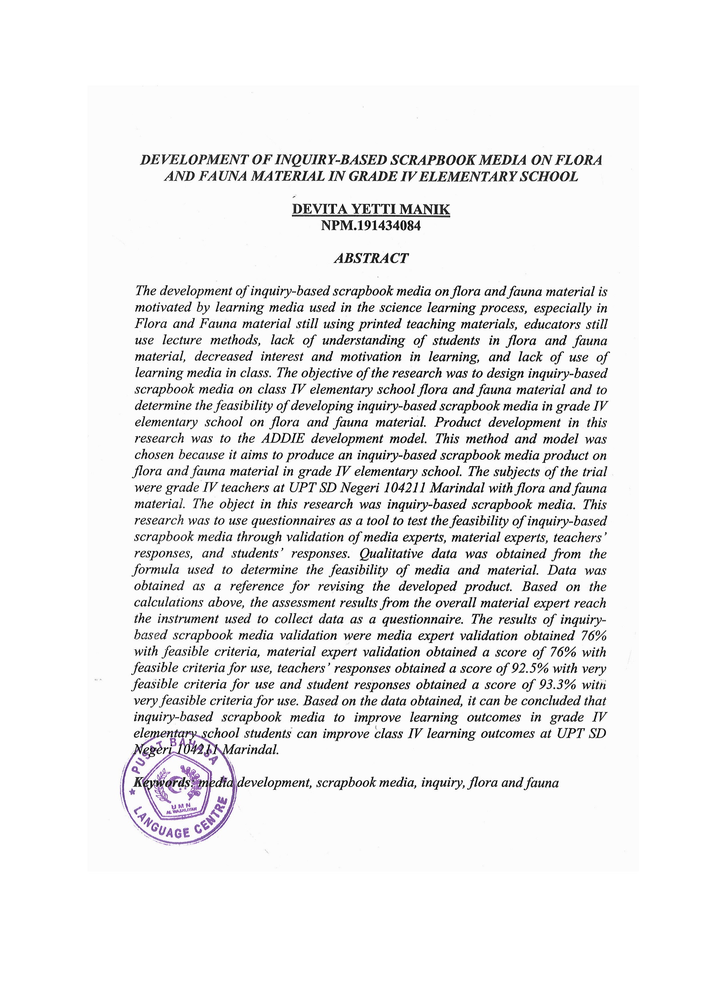 DEVELOPMENT OF INQUIRY-BASED SCRAPBOOK MEDIA ON FLORA
AND FAUNA MATERIAL IN GRADE IV ELEMENTARY SCHOOL
DEVITA YETTI MANIK
NPM.191434084
ABSTRACT
The development of inquiry-based scrapbook media on flora and fauna material is
motivated by learning media used in the science learning process, especially in
Flora and Fauna material still using printed teaching materials, educators still
use lecture methods, lack of understanding of students in flora and fauna
material, decreased interest and motivation in learning, and lack of use of
learning media in class. The objective of the research was to design inquiry-based
scrapbook media on class IV elementary school flora and fauna material and to
determine the feasibility of developing inquiry-based scrapbook media in grade IV
elementary school on flora and fauna material. Product development in this
research was to the ADDIE development model. This method and model was
chosen because it aims to produce an inquiry-based scrapbook media product on
flora and fauna material in grade IV elementary school. The subjects of the trial
were grade IV teachers at UPT SD Negeri 104211 Marindal with flora and fauna
material. The object in this research was inquiry-based scrapbook media. This
research was to use questionnaires as a tool to test the feasibility of inquiry-based
scrapbook media through validation of media experts, material experts, teachers'
responses, and students' responses. Qualitative data was obtained from the
formula used to determine the feasibility of media and material. Data was
obtained as a reference for revising the developed product. Based on the
calculations above, the assessment results from the overall material expert reach
the instrument used to collect data as a questionnaire. The results of inquiry-
based scrapbook media validation were media expert validation obtained 76%
with feasible criteria, material expert validation obtained a score of 76% with
feasible criteria for use, teachers' responses obtained a score of 92.5% with very
feasible criteria for use and student responses obtained a score of 93.3% with
very feasible criteria for use. Based on the data obtained, it can be concluded that
inquiry-based scrapbook media to improve learning outcomes in grade IV
elementary school students can improve class IV learning outcomes at UPT SD
Negeri 104211 Marindal.
Keywords: media development, scrapbook media, inquiry, flora and fauna
PUSAT BAHASA
UMN
AL WASHLIYAH
LANGUAGE CENTRE